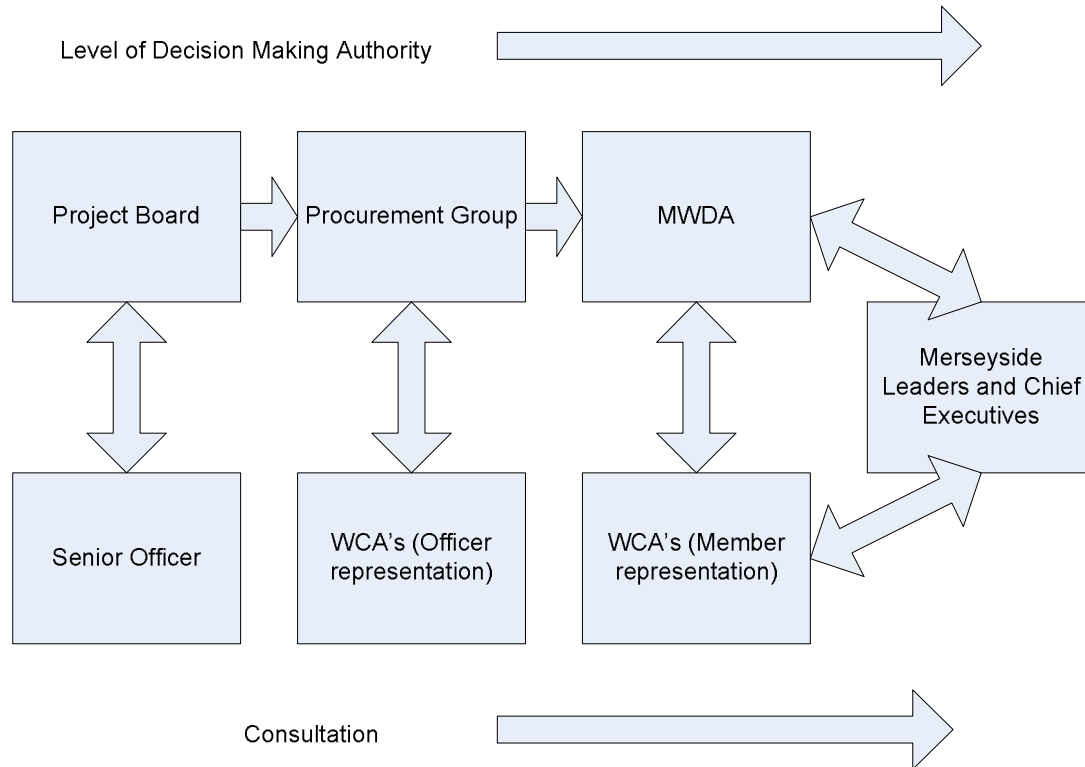 Level of Decision Making Authority
Project Board
Procurement Group
MWDA
Merseyside
Leaders and Chief
Executives
Senior Officer
WCA's (Officer
representation)
WCA's (Member
representation)
Consultation